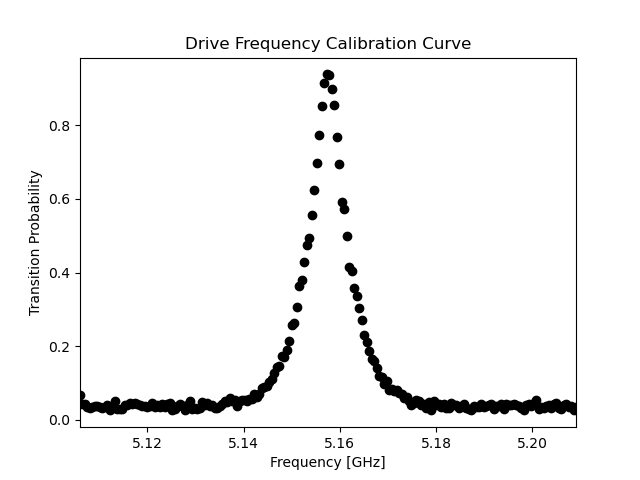 Drive Frequency Calibration Curve
Transition Probability
0.8
0.6
0.4
0.2
0.0
5.12 5.14 5.16 5.18 5.20
Frequency [GHz]